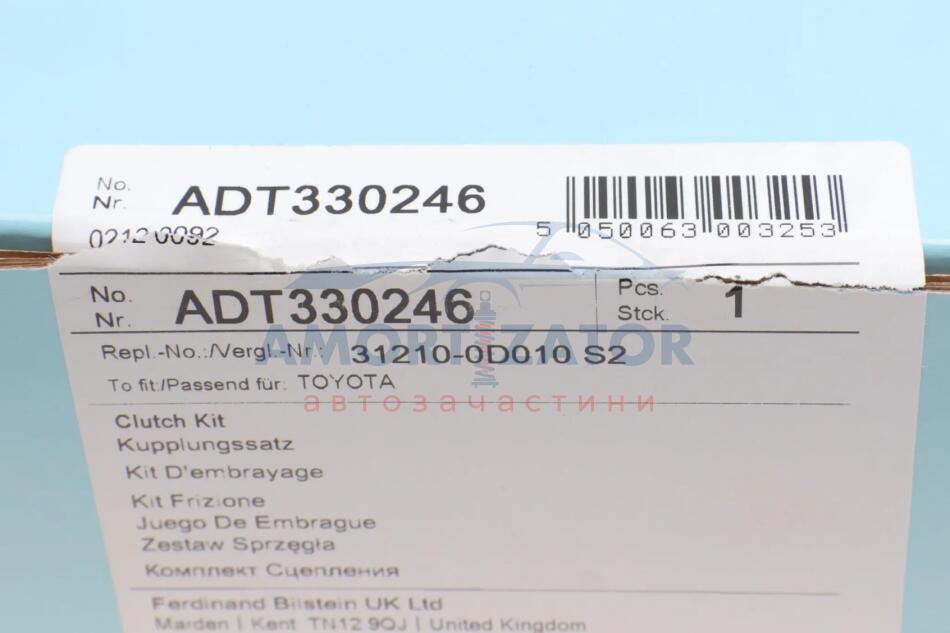 No.
Nr. ADT330246
5 050063 003253
0212 0092
No.
Nr. ADT330246
Pcs.
Stck. 1
Repl.-No.:/Vergl.-Nr.: 31210-0D010 S2
To fit:/Passend für: TOYOTA
AMORTIZATOR
автозачастини
Clutch Kit
Kupplungssatz
Kit D'embrayage
Kit Frizione
Juego De Embrague
Zestaw Sprzęgła
Комплект Сцепления
Ferdinand Bilstein UK Ltd
Marden | Kent TN12 9QJ | United Kingdom